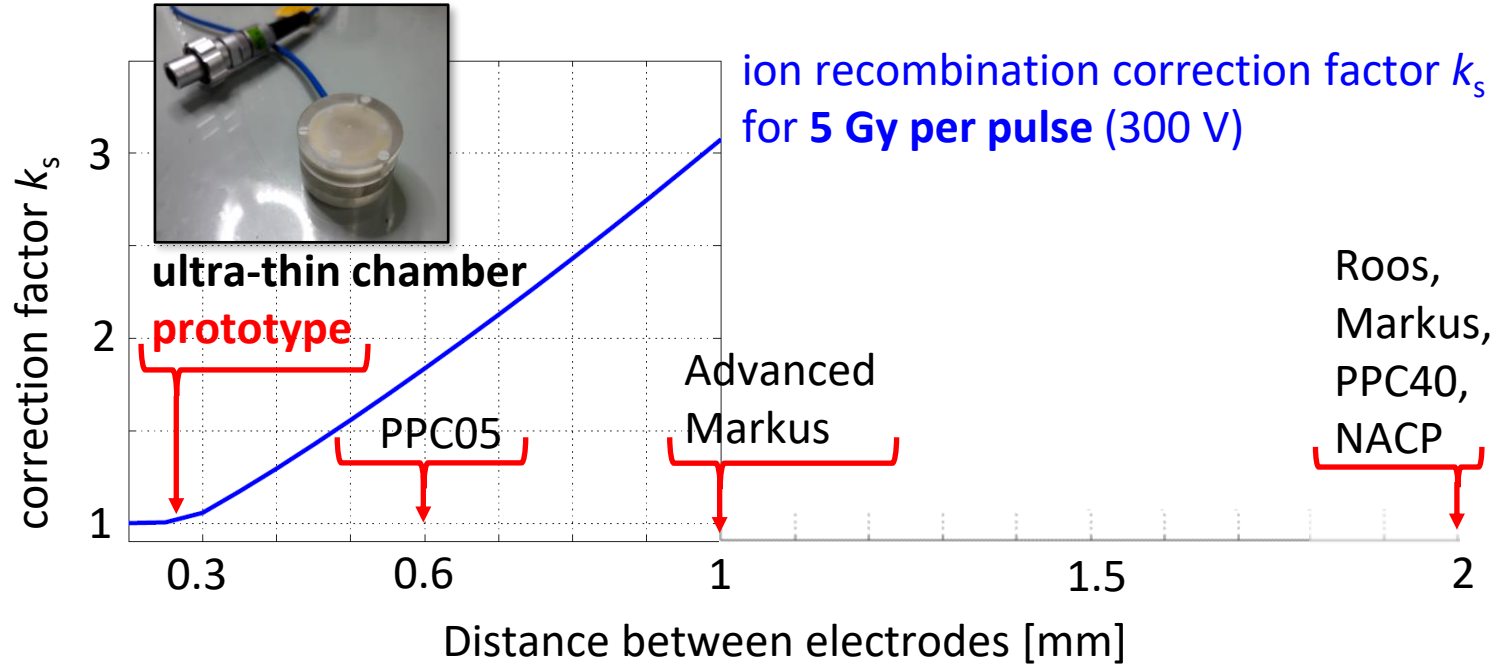 ion recombination correction factor kₛ
for 5 Gy per pulse (300 V)
correction factor kₛ
3
2
1
ultra-thin chamber
prototype
PPC05
Advanced
Markus
Roos,
Markus,
PPC40,
NACP
0.3
0.6
1
1.5
2
Distance between electrodes [mm]